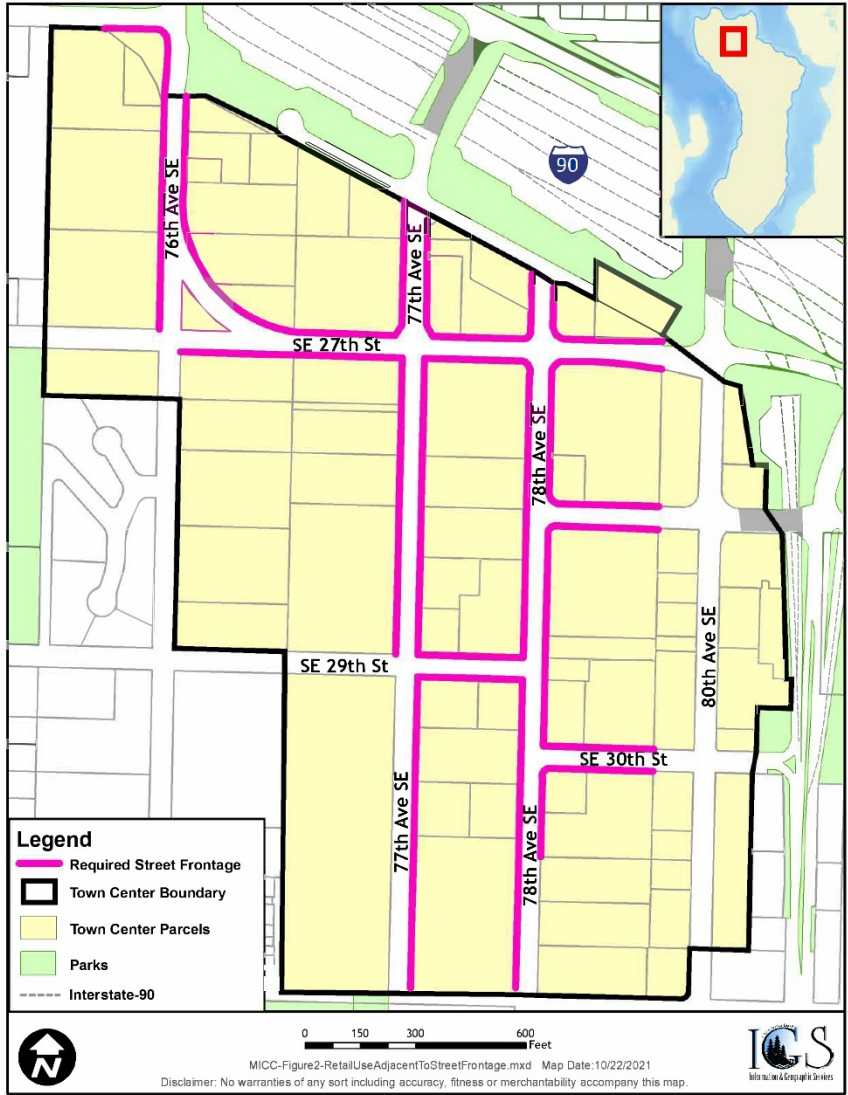 90
76th Ave SE
77th Ave SE
SE 27th St
78th Ave SE
SE 29th St
80th Ave SE
SE 30th St
77th Ave SE
78th Ave SE
Legend
Required Street Frontage
Town Center Boundary
Town Center Parcels
Parks
Interstate-90
N
0 150 300 600
Feet
MICC-Figure2-RetailUseAdjacentToStreetFrontage.mxd Map Date:10/22/2021
Disclaimer: No warranties of any sort including accuracy, fitness or merchantability accompany this map.
IGS
Information & Geographic Services